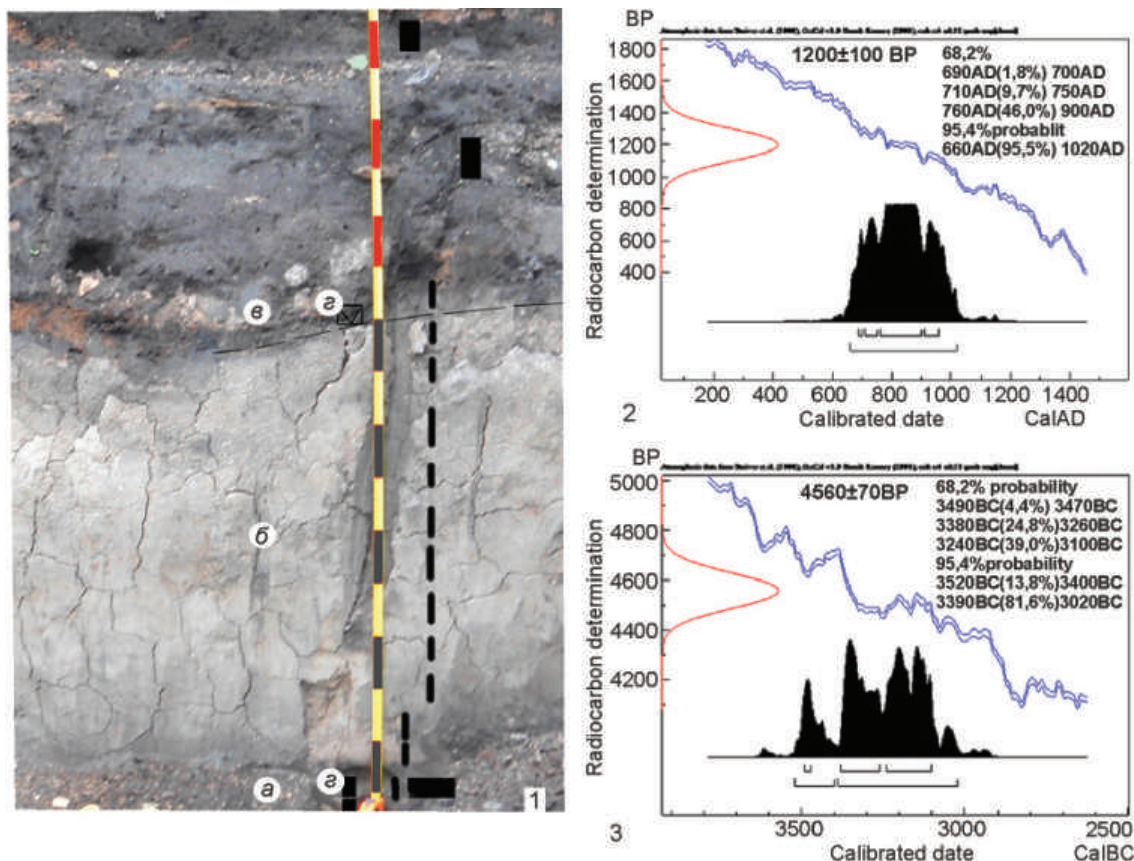 в
г
б
а
г
1
BP
1800
1600
1400
1200
1000
800
600
400
Radiocarbon determination
1200±100 BP
68,2%
690AD(1,8%) 700AD
710AD(9,7%) 750AD
760AD(46,0%) 900AD
95,4%probablit
660AD(95,5%) 1020AD
200 400 600 800 1000 1200 1400
Calibrated date CalAD
2
BP
5000
4800
4600
4400
4200
Radiocarbon determination
4560±70BP
68,2% probability
3490BC(4,4%) 3470BC
3380BC(24,8%)3260BC
3240BC(39,0%)3100BC
95,4%probability
3520BC(13,8%)3400BC
3390BC(81,6%)3020BC
3500 3000 2500
Calibrated date CalBC
3